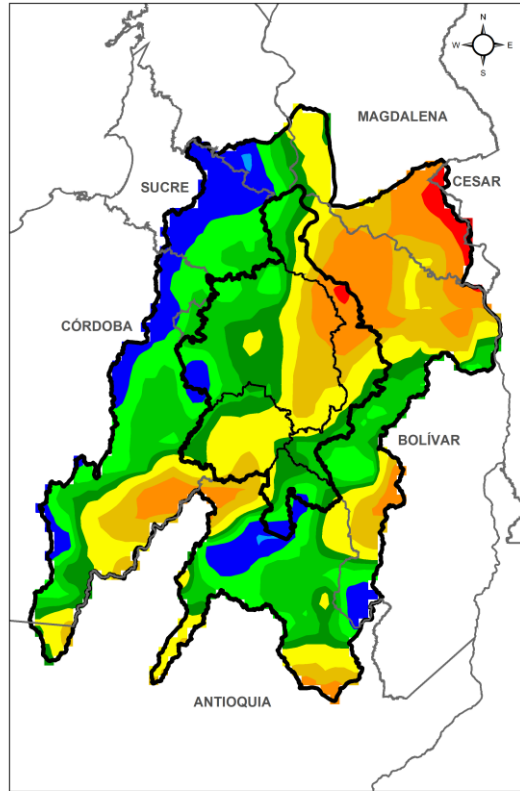 N
W E
S
MAGDALENA
CESAR
SUCRE
CÓRDOBA
BOLÍVAR
ANTIOQUIA